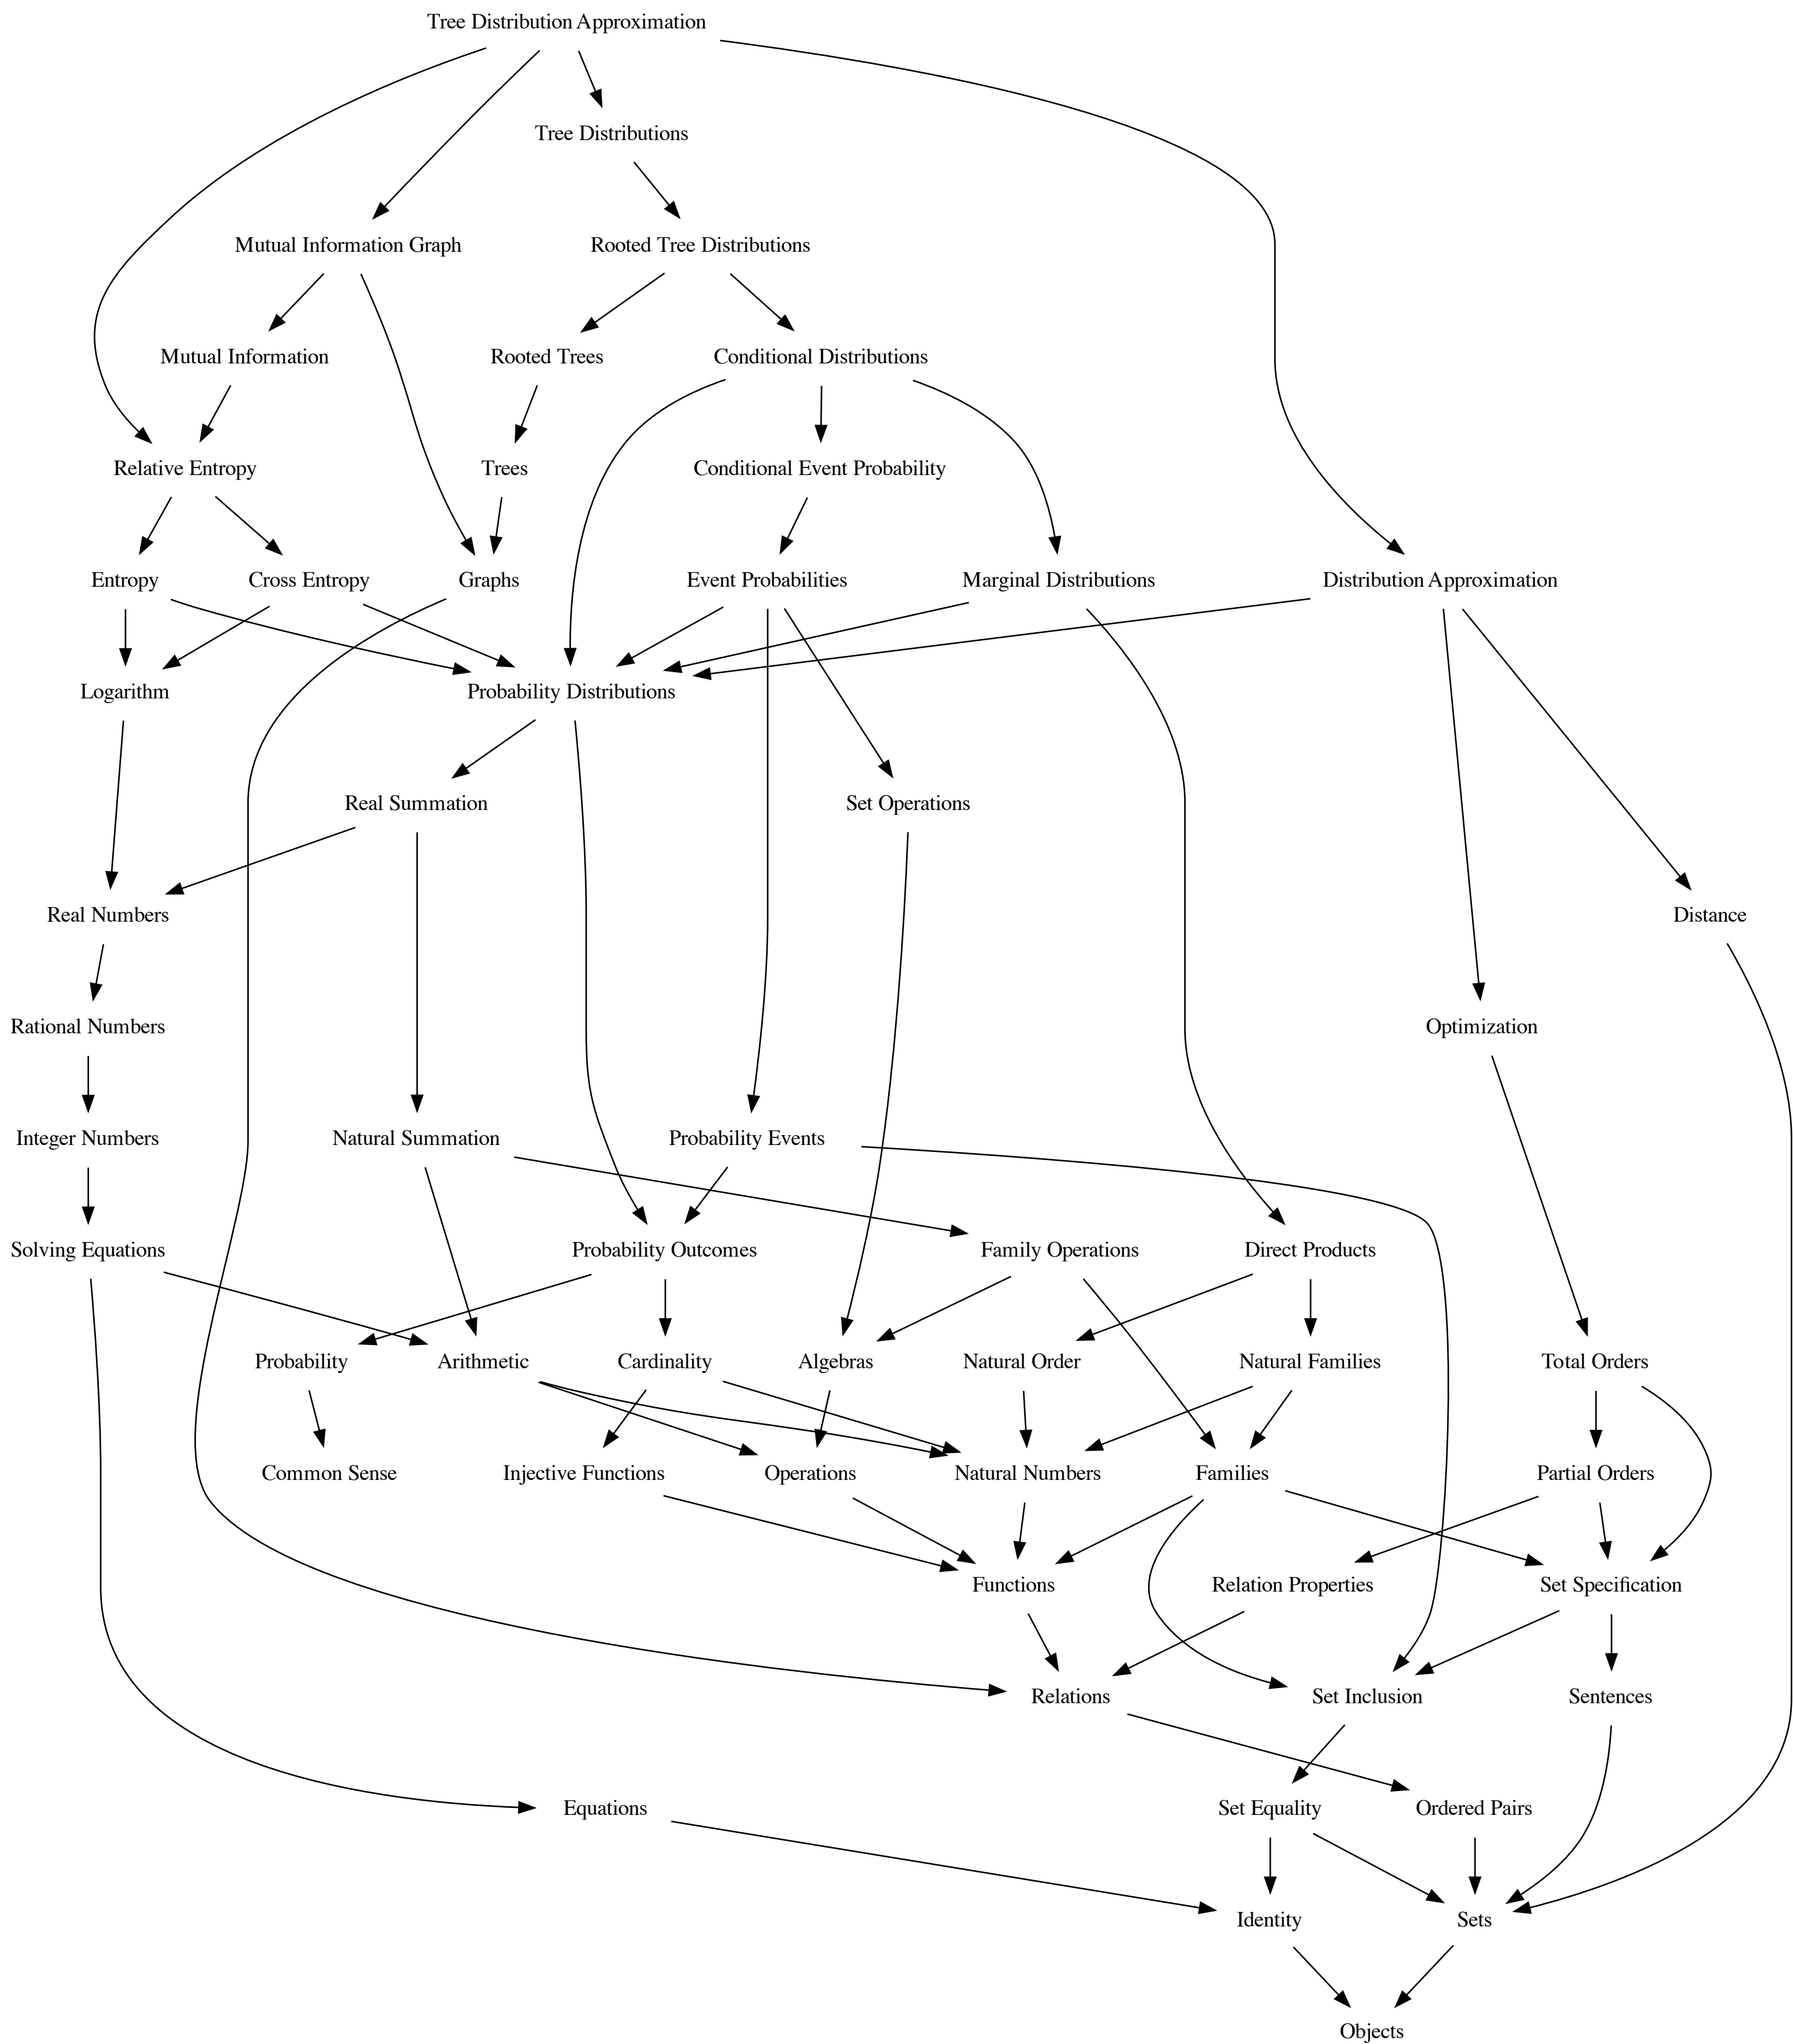 Tree Distribution Approximation
Tree Distributions
Mutual Information Graph
Rooted Tree Distributions
Mutual Information
Rooted Trees
Conditional Distributions
Relative Entropy
Trees
Conditional Event Probability
Entropy
Cross Entropy
Graphs
Event Probabilities
Marginal Distributions
Distribution Approximation
Logarithm
Probability Distributions
Real Summation
Set Operations
Real Numbers
Distance
Rational Numbers
Optimization
Integer Numbers
Natural Summation
Probability Events
Solving Equations
Probability Outcomes
Family Operations
Direct Products
Probability
Arithmetic
Cardinality
Algebras
Natural Order
Natural Families
Total Orders
Common Sense
Injective Functions
Operations
Natural Numbers
Families
Partial Orders
Functions
Relation Properties
Set Specification
Relations
Set Inclusion
Sentences
Equations
Set Equality
Ordered Pairs
Identity
Sets
Objects